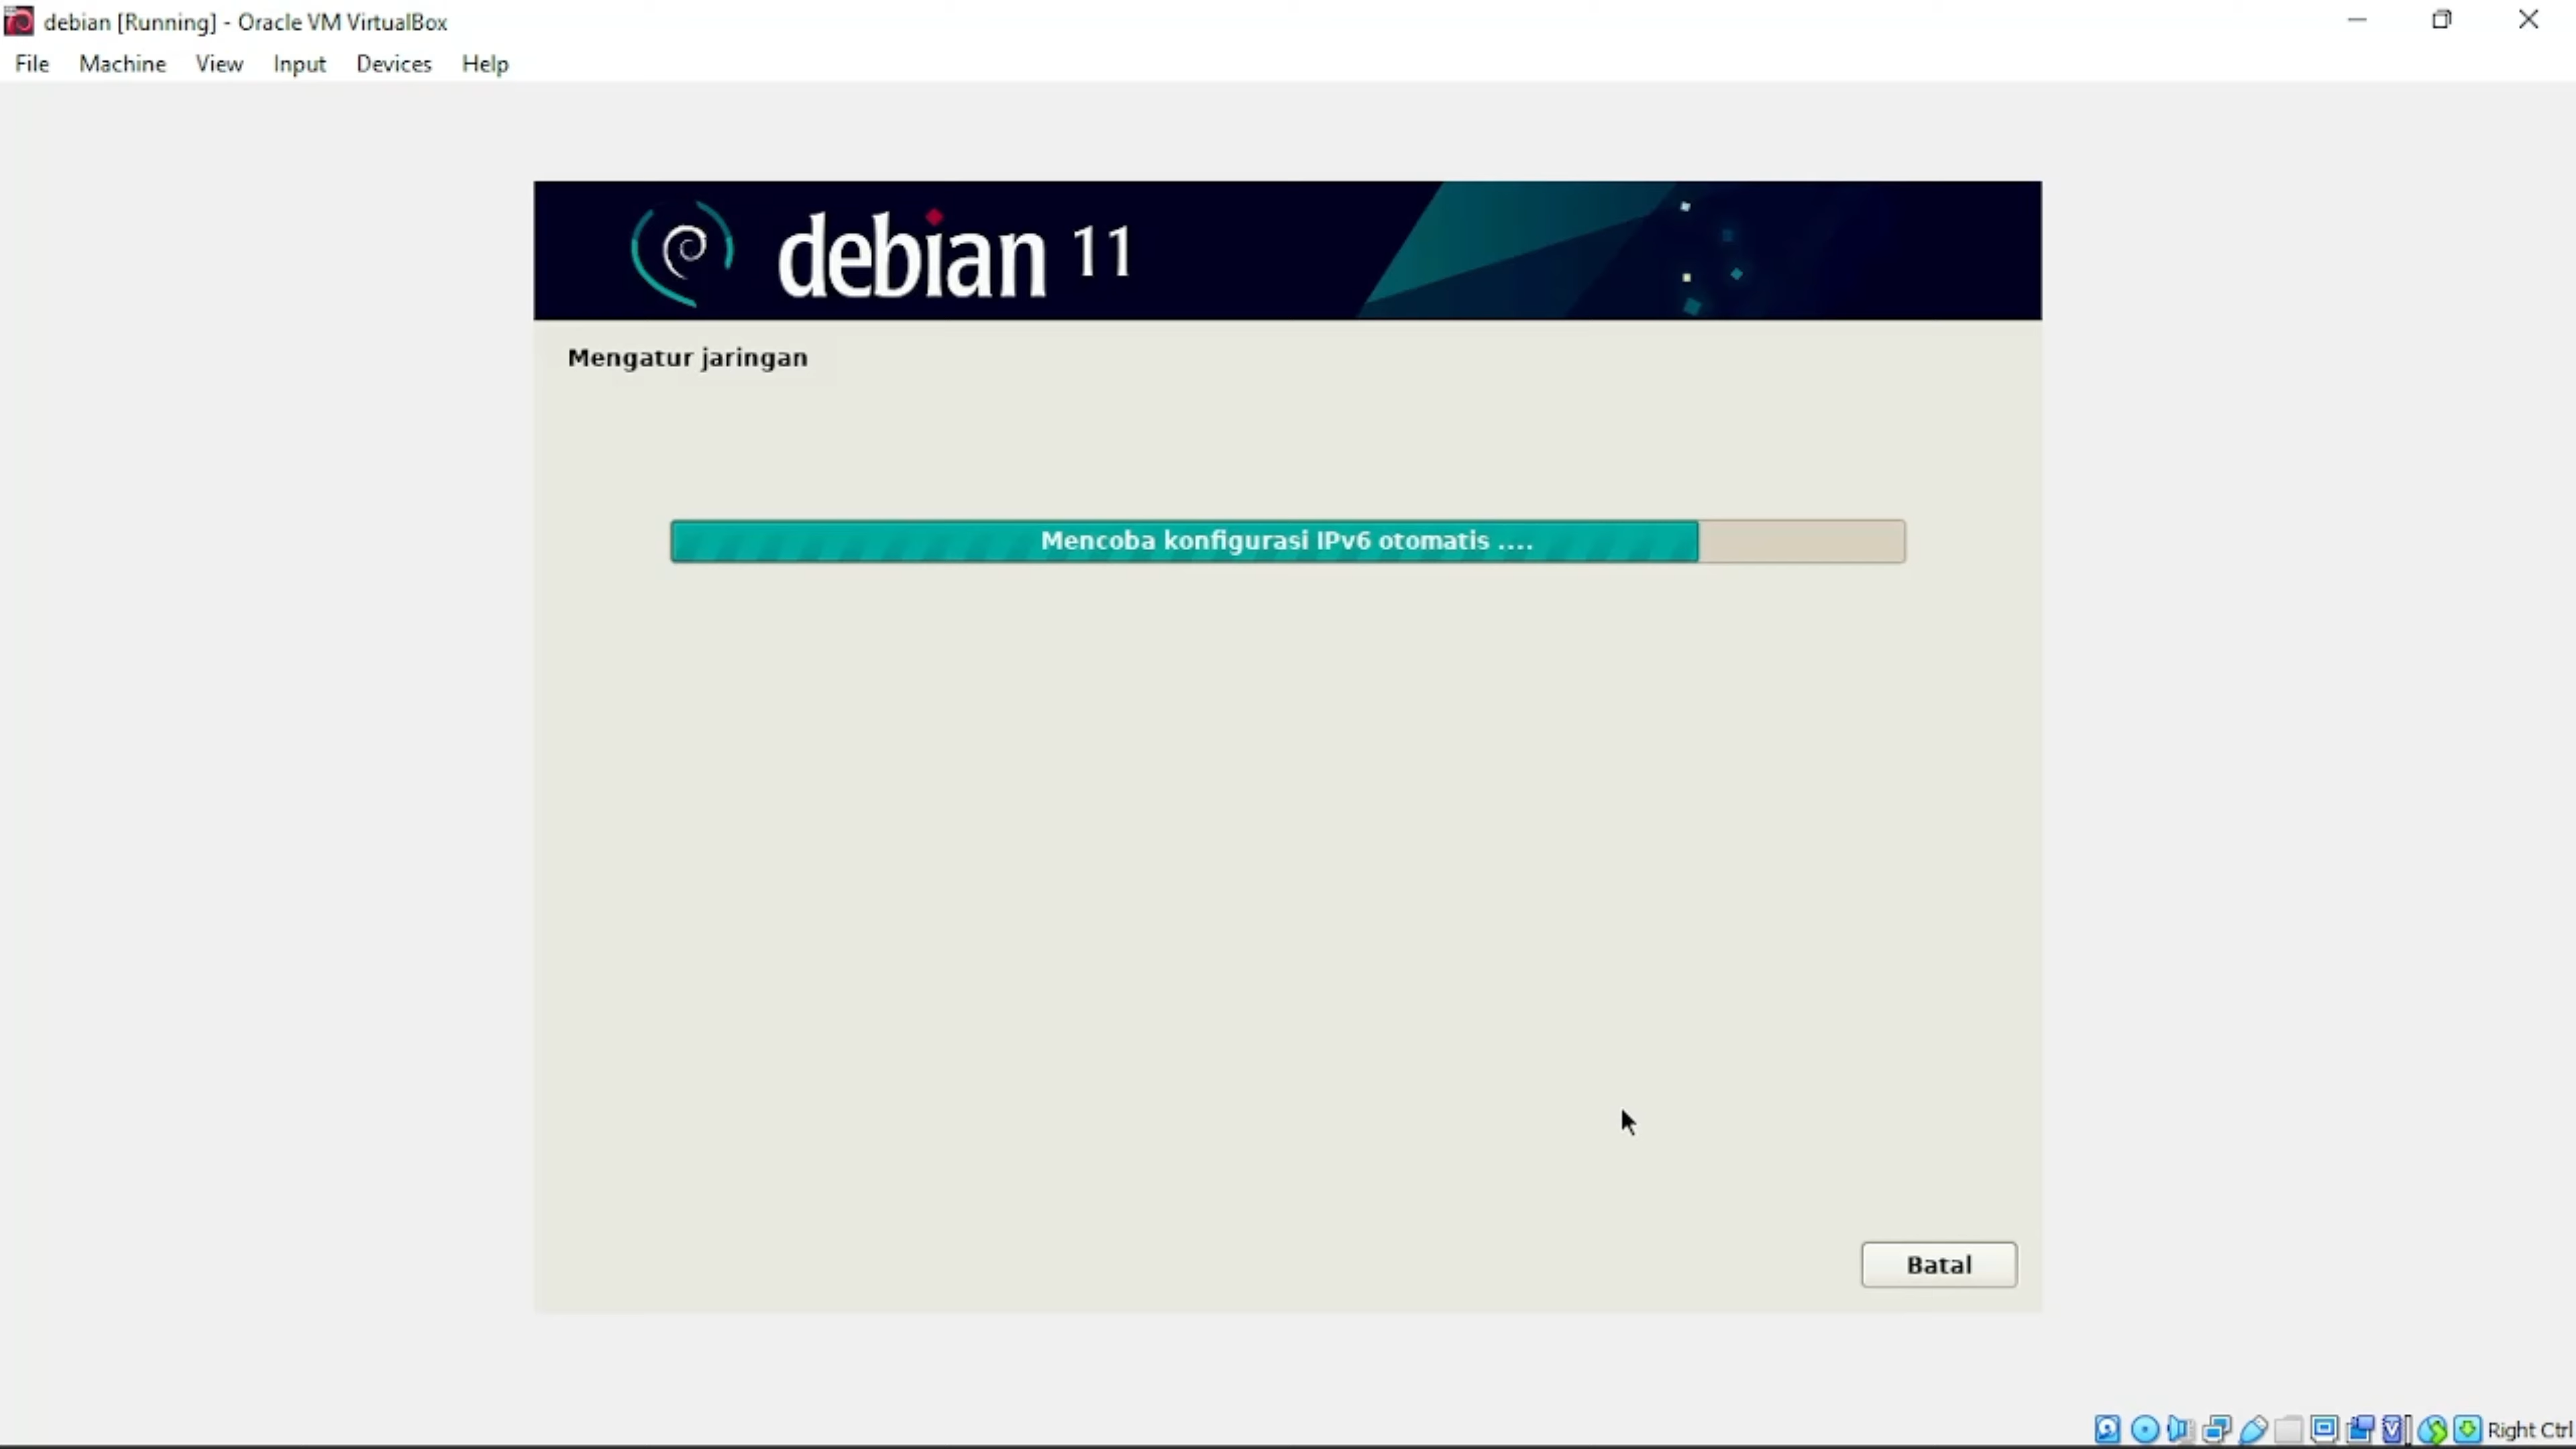 debian [Running] - Oracle VM VirtualBox
File Machine View Input Devices Help
debian 11
Mengatur jaringan
Mencoba konfigurasi IPv6 otomatis ....
Batal
Right Ctrl